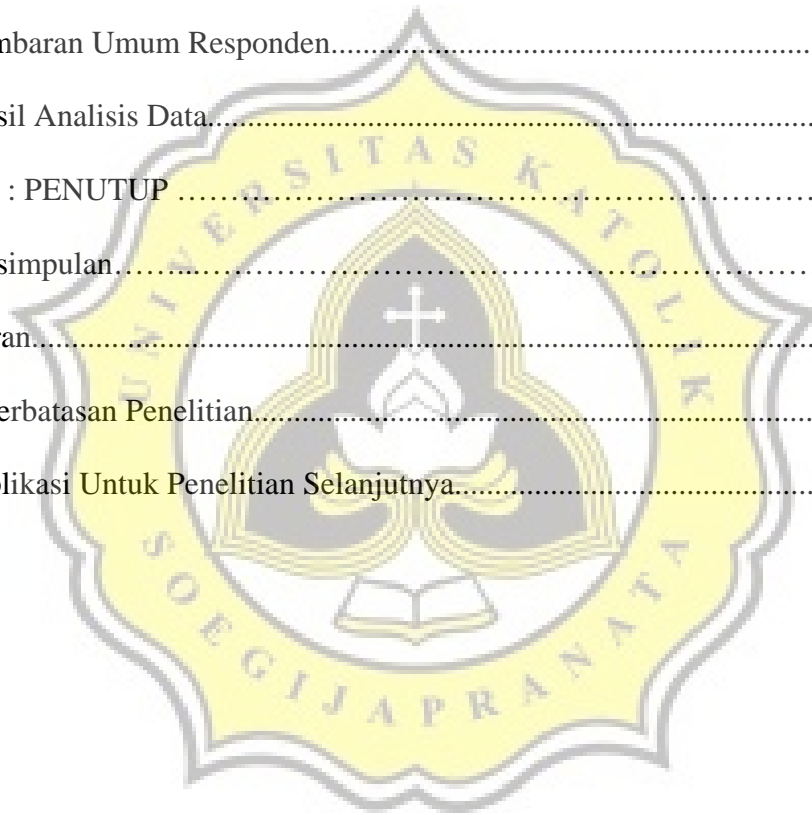 mbaran Umum Responden
sil Analisis Data
: PENUTUP
simpulan
ran
erbatasan Penelitian
plikasi Untuk Penelitian Selanjutnya
UNIVERSITAS KATOLIK
SOEGIJAPRANATA